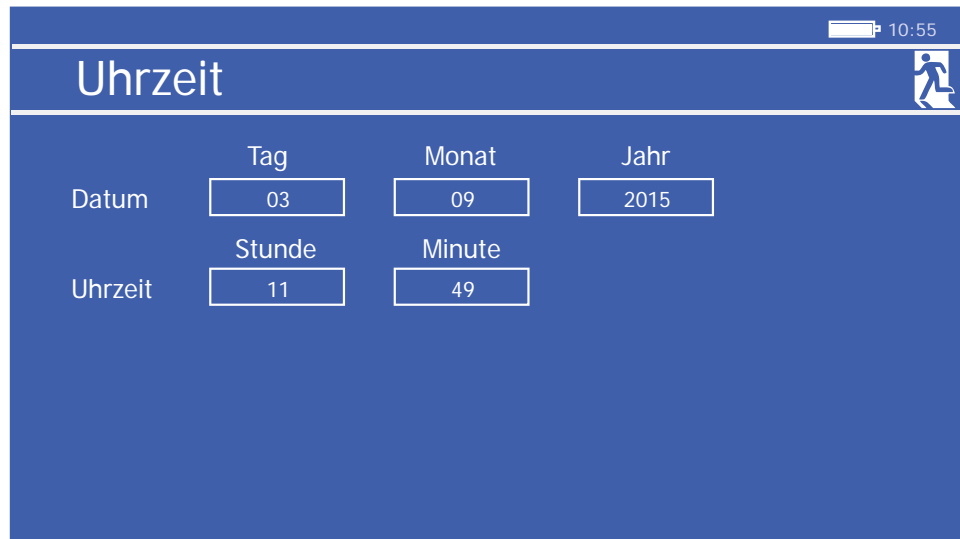 10:55
Uhrzeit
Tag Monat Jahr
Datum 03 09 2015
Stunde Minute
Uhrzeit 11 49